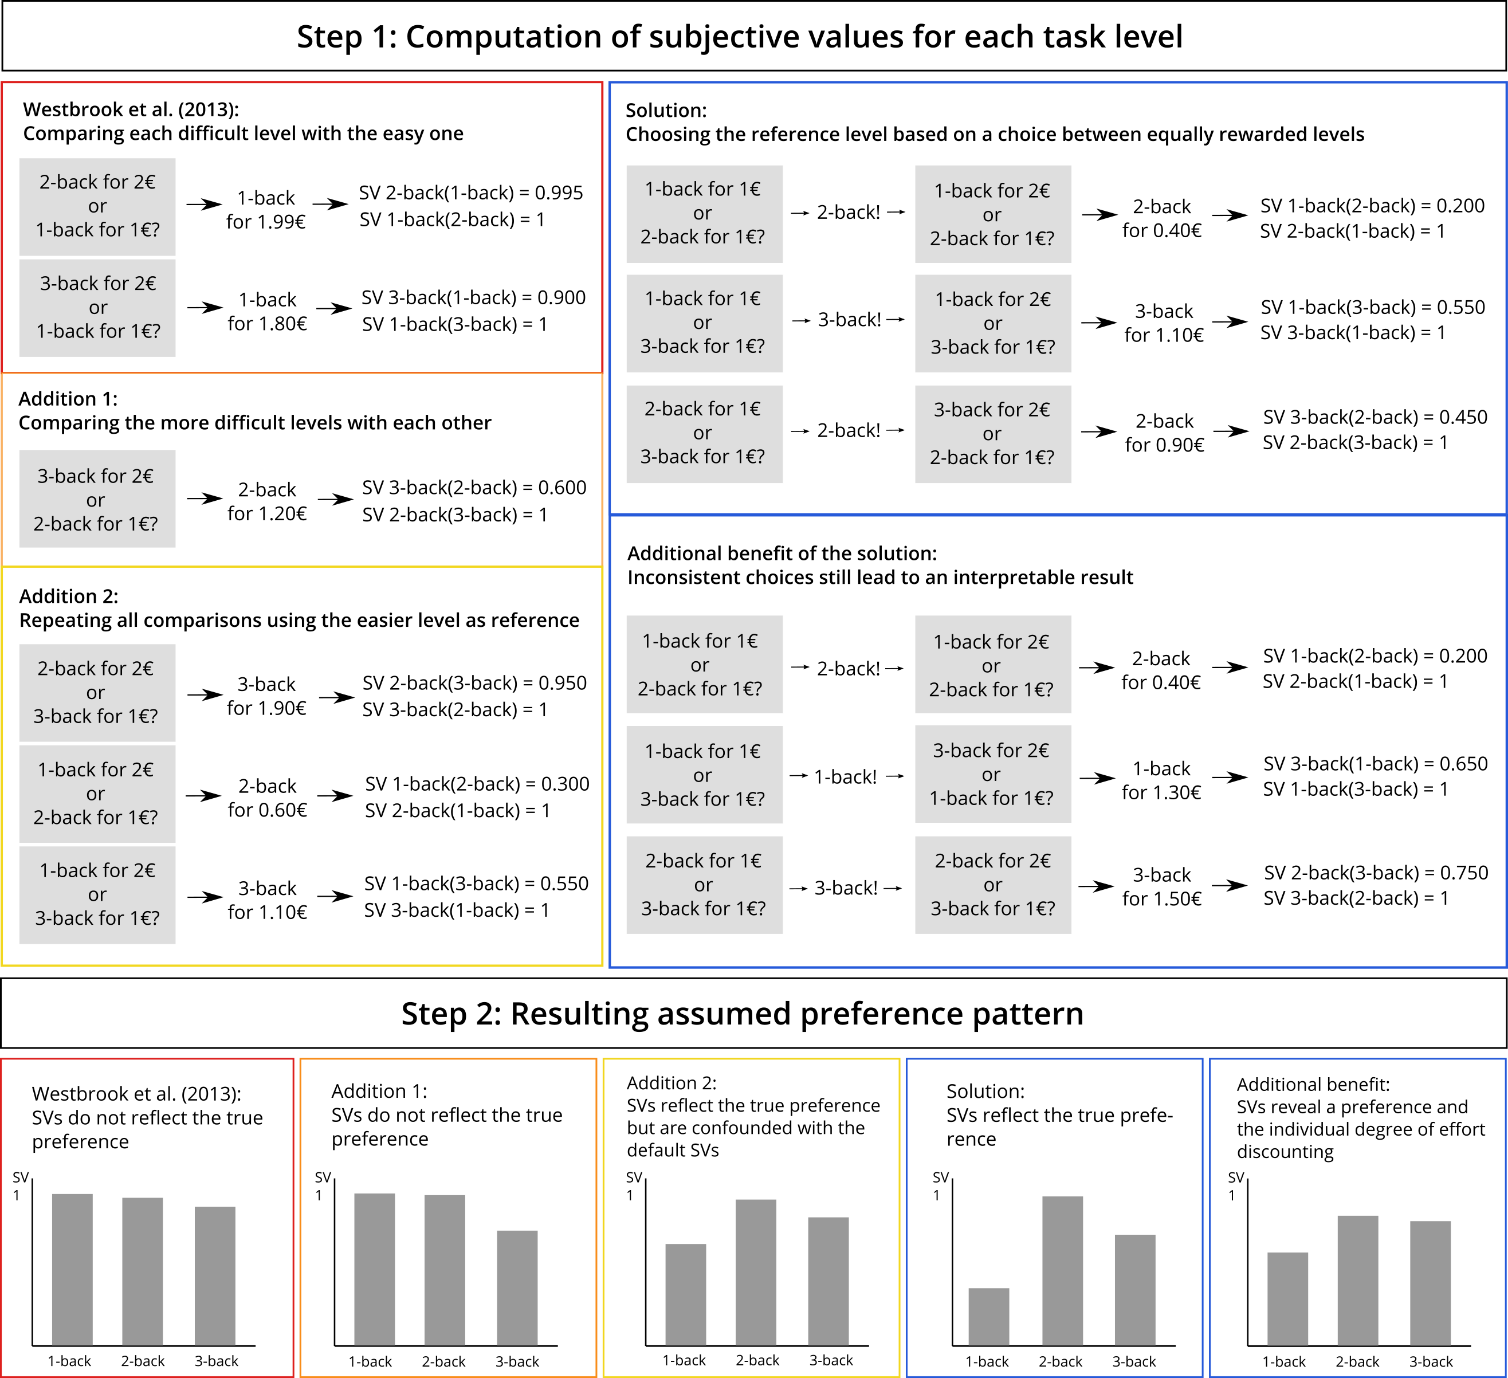 Step 1: Computation of subjective values for each task level
Westbrook et al. (2013):
Comparing each difficult level with the easy one
2-back for 2€
or
1-back for 1€?
1-back
for 1.99€
SV 2-back(1-back) = 0.995
SV 1-back(2-back) = 1
3-back for 2€
or
1-back for 1€?
1-back
for 1.80€
SV 3-back(1-back) = 0.900
SV 1-back(3-back) = 1
Addition 1:
Comparing the more difficult levels with each other
3-back for 2€
or
2-back for 1€?
2-back
for 1.20€
SV 3-back(2-back) = 0.600
SV 2-back(3-back) = 1
Addition 2:
Repeating all comparisons using the easier level as reference
2-back for 2€
or
3-back for 1€?
3-back
for 1.90€
SV 2-back(3-back) = 0.950
SV 3-back(2-back) = 1
1-back for 2€
or
2-back for 1€?
2-back
for 0.60€
SV 1-back(2-back) = 0.300
SV 2-back(1-back) = 1
1-back for 2€
or
3-back for 1€?
3-back
for 1.10€
SV 1-back(3-back) = 0.550
SV 3-back(1-back) = 1
Solution:
Choosing the reference level based on a choice between equally rewarded levels
1-back for 1€
or
2-back for 1€?
2-back!
1-back for 2€
or
2-back for 1€?
2-back
for 0.40€
SV 1-back(2-back) = 0.200
SV 2-back(1-back) = 1
1-back for 1€
or
3-back for 1€?
3-back!
1-back for 2€
or
3-back for 1€?
3-back
for 1.10€
SV 1-back(3-back) = 0.550
SV 3-back(1-back) = 1
2-back for 1€
or
3-back for 1€?
2-back!
3-back for 2€
or
2-back for 1€?
2-back
for 0.90€
SV 3-back(2-back) = 0.450
SV 2-back(3-back) = 1
Additional benefit of the solution:
Inconsistent choices still lead to an interpretable result
1-back for 1€
or
2-back for 1€?
2-back!
1-back for 2€
or
2-back for 1€?
2-back
for 0.40€
SV 1-back(2-back) = 0.200
SV 2-back(1-back) = 1
1-back for 1€
or
3-back for 1€?
1-back!
3-back for 2€
or
1-back for 1€?
1-back
for 1.30€
SV 3-back(1-back) = 0.650
SV 1-back(3-back) = 1
2-back for 1€
or
3-back for 1€?
3-back!
2-back for 2€
or
3-back for 1€?
3-back
for 1.50€
SV 2-back(3-back) = 0.750
SV 3-back(2-back) = 1
Step 2: Resulting assumed preference pattern
Westbrook et al. (2013):
SVs do not reflect the true
preference
SV
1
1-back
2-back
3-back
Addition 1:
SVs do not reflect the true
preference
SV
1
1-back
2-back
3-back
Addition 2:
SVs reflect the true preference
but are confounded with the
default SVs
SV
1
1-back
2-back
3-back
Solution:
SVs reflect the true prefe-
rence
SV
1
1-back
2-back
3-back
Additional benefit:
SVs reveal a preference and
the individual degree of effort
discounting
SV
1
1-back
2-back
3-back